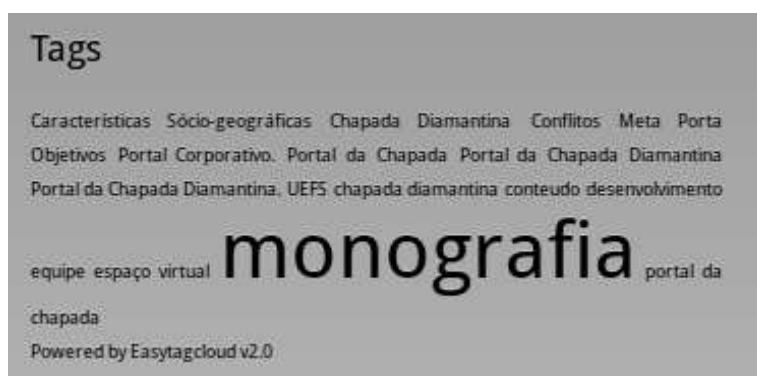 Tags
Características Sócio-geográficas Chapada Diamantina Conflitos Meta Porta
Objetivos Portal Corporativo. Portal da Chapada Portal da Chapada Diamantina
Portal da Chapada Diamantina. UEFS chapada diamantina conteudo desenvolvimento
equipe espaço virtual monografia portal da
chapada
Powered by Easytagcloud v2.0